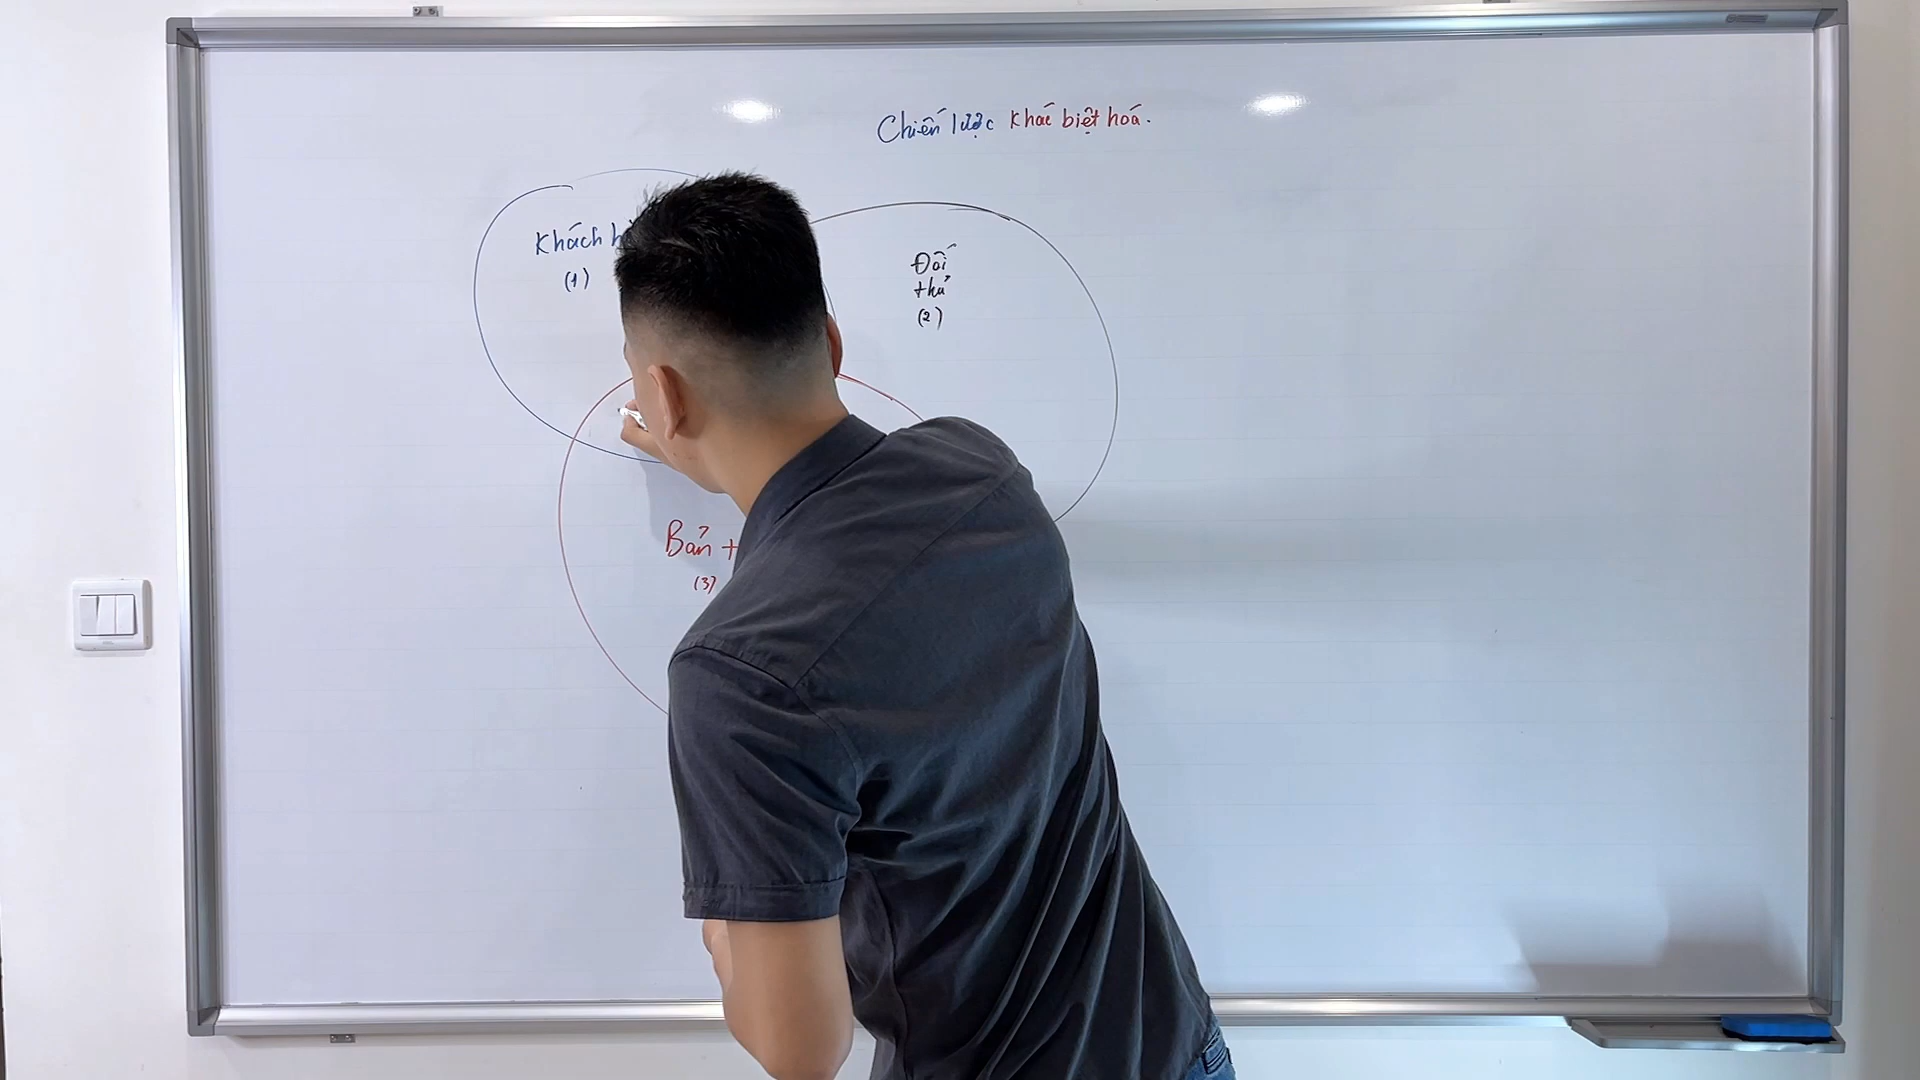 Chiến lược khác biệt hoá.
Khách
(1)
Đối
thủ
(2)
Bản
(3)